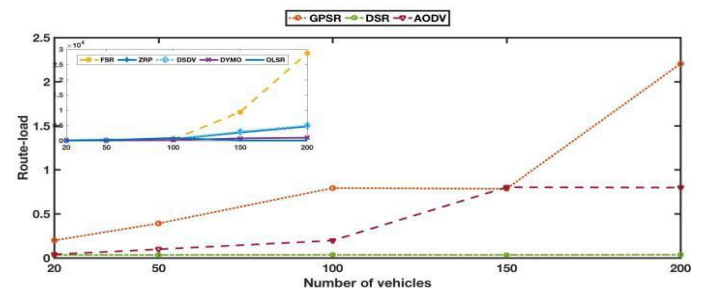 GPSR DSR AODV
2.5
2
1.5
1
0.5
0
Route-load
20 50 100 150 200
Number of vehicles
×10⁴
FSR ZRP DSDV DYMO OLSR
3
2.5
2
1.5
1
0.5
0
20 50 100 150 200